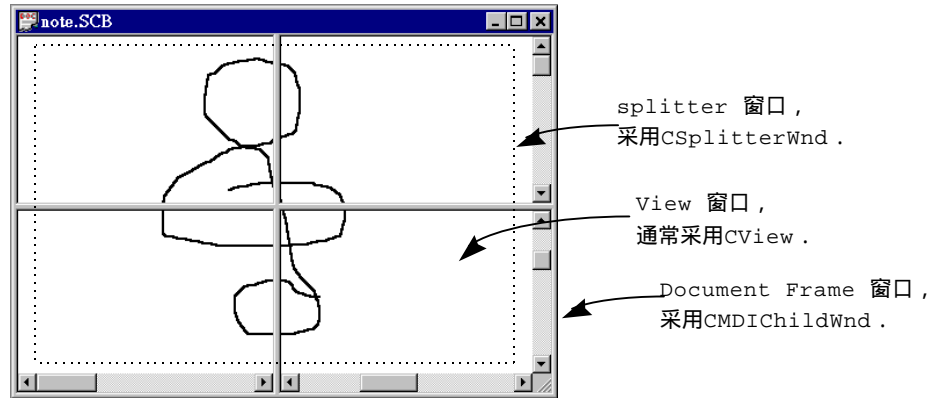 note.SCB
splitter 窗口,
采用CSplitterWnd.
View 窗口,
通常采用CView.
Document Frame 窗口,
采用CMDIChildWnd.